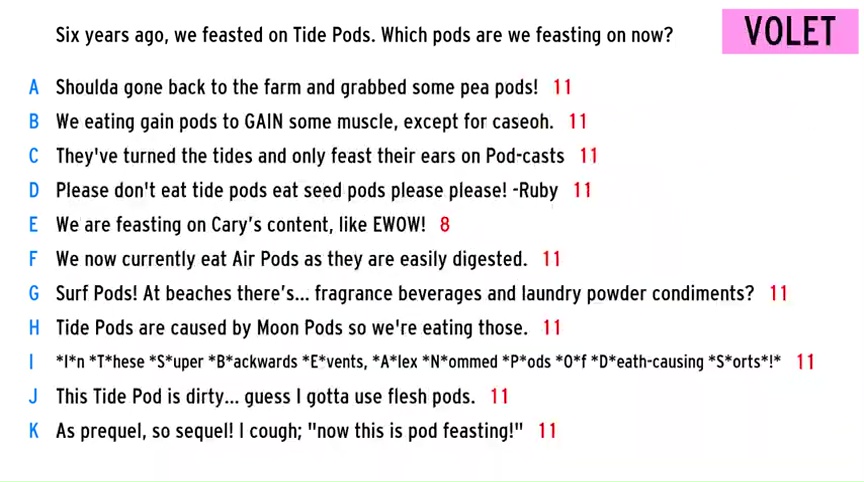 Six years ago, we feasted on Tide Pods. Which pods are we feasting on now?
VOLET
A Shoulda gone back to the farm and grabbed some pea pods! 11
B We eating gain pods to GAIN some muscle, except for caseoh. 11
C They've turned the tides and only feast their ears on Pod-casts 11
D Please don't eat tide pods eat seed pods please please! -Ruby 11
E We are feasting on Cary's content, like EWOW! 8
F We now currently eat Air Pods as they are easily digested. 11
G Surf Pods! At beaches there's... fragrance beverages and laundry powder condiments? 11
H Tide Pods are caused by Moon Pods so we're eating those. 11
I *I*n *T*hese *S*uper *B*ackwards *E*vents, *A*lex *N*ommed *P*ods *O*f *D*eath-causing *S*orts*!* 11
J This Tide Pod is dirty... guess I gotta use flesh pods. 11
K As prequel, so sequel! I cough; "now this is pod feasting!" 11